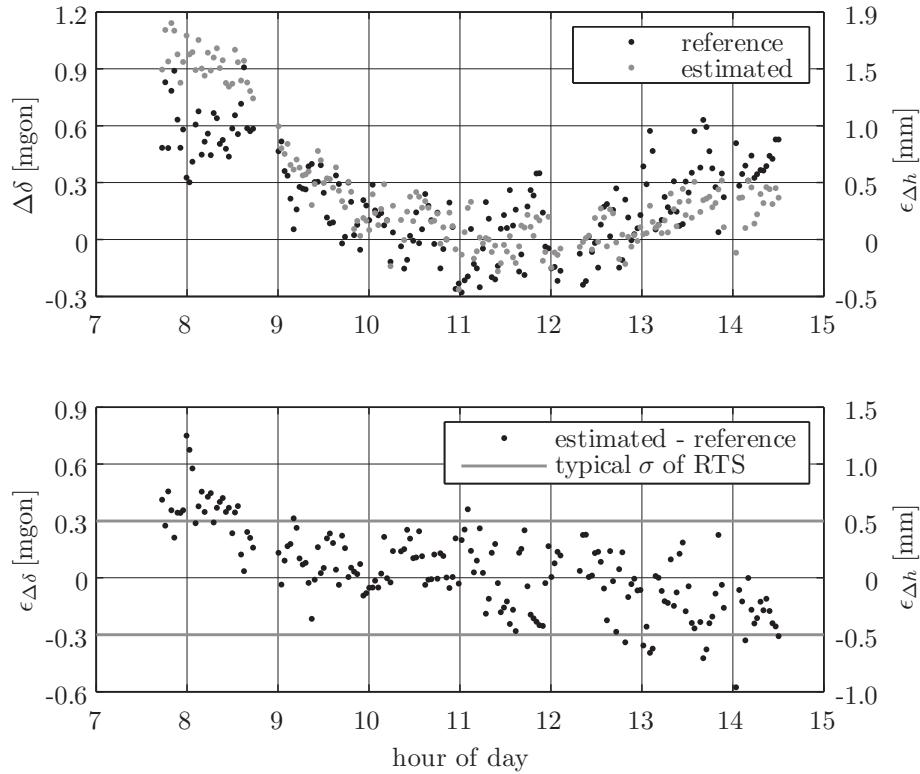 1.2
0.9
0.6
0.3
0
-0.3
Δδ [mgon]
1.9
1.5
1.0
0.5
0
-0.5
ϵΔh [mm]
reference
estimated
7 8 9 10 11 12 13 14 15
0.9
0.6
0.3
0
-0.3
-0.6
ϵΔδ [mgon]
1.5
1.0
0.5
0
-0.5
-1.0
ϵΔh [mm]
estimated - reference
typical σ of RTS
7 8 9 10 11 12 13 14 15
hour of day